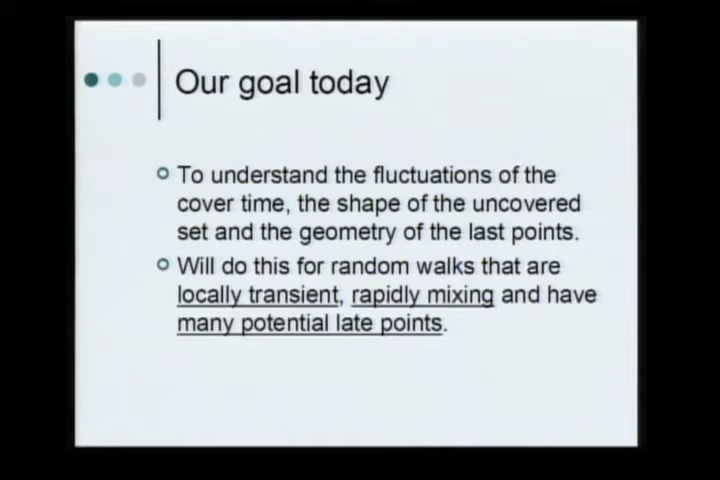 Our goal today
To understand the fluctuations of the
cover time, the shape of the uncovered
set and the geometry of the last points.
Will do this for random walks that are
locally transient, rapidly mixing and have
many potential late points.